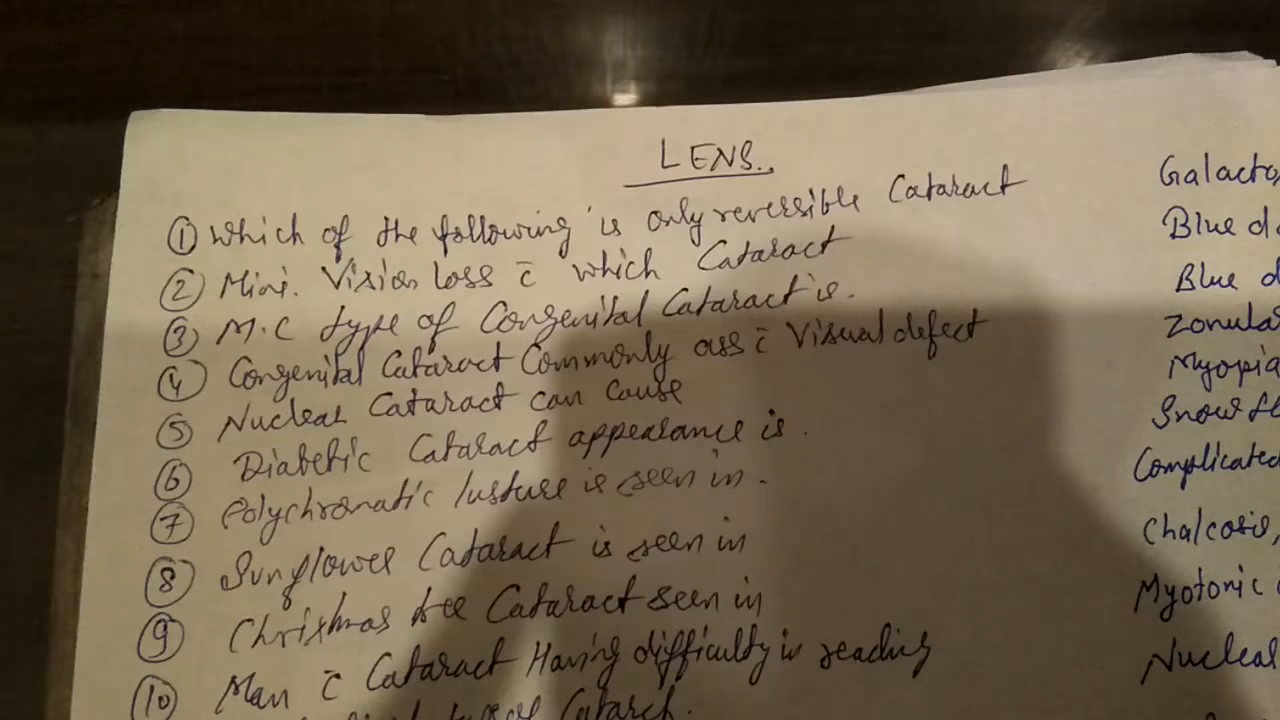 LENS.,
① Which of the following is only reversible Cataract Galacto
② Mini. Vision loss c̄ which Cataract Blue d
③ M.C type of Congenital Cataract is. Blue d
④ Congenital Cataract Commonly ass c̄ Visual defect Zonula
⑤ Nuclear Cataract can cause Myopia
⑥ Diabetic Cataract appearance is. Snow fl
⑦ Polychromatic lusture is seen in. Complicated
⑧ Sunflower Cataract is seen in Chalcosis,
⑨ Christmas tree Cataract seen in Myotonic
⑩ Man c̄ Cataract Having difficulty in reading Nuclear
Catarct.